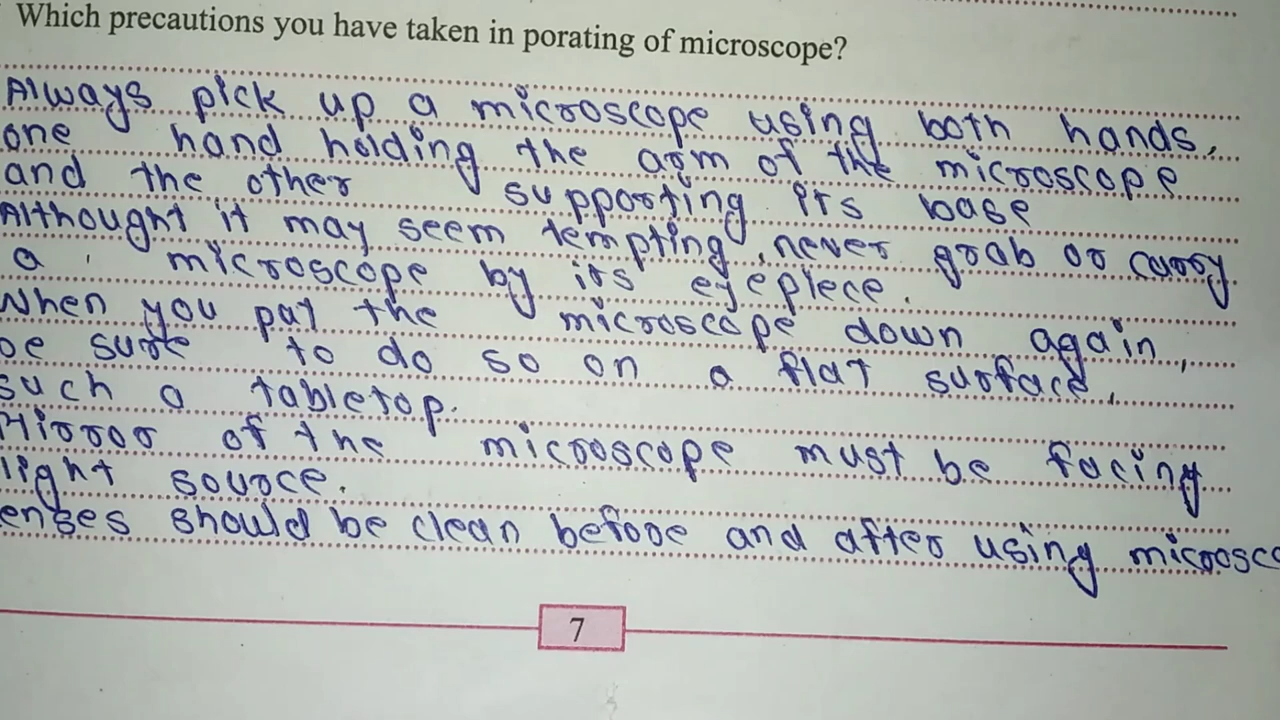 Which precautions you have taken in porating of microscope?
Always pick up a microscope using both hands,
one hand holding the arm of the microscope
and the other supporting its base
Althought it may seem tempting, never grab or carry
a microscope by its eyepiece.
When you pat the microscope down again,
be sure to do so on a flat surface,
such a tabletop.
Mirror of the microscope must be facing
light source.
enses should be clean before and after using microsco
7